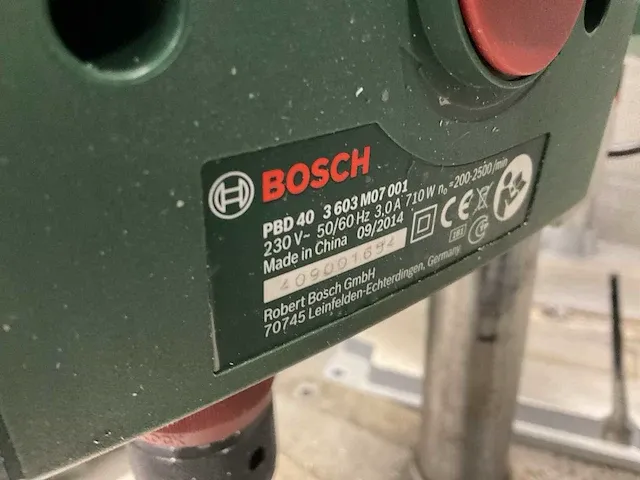 BOSCH
PBD 40 3 603 M07 001
230 V~ 50/60 Hz 3,0 A 710 W n₀ =200-2500 /min
Made in China 09/2014
409001694
Robert Bosch GmbH
70745 Leinfelden-Echterdingen, Germany